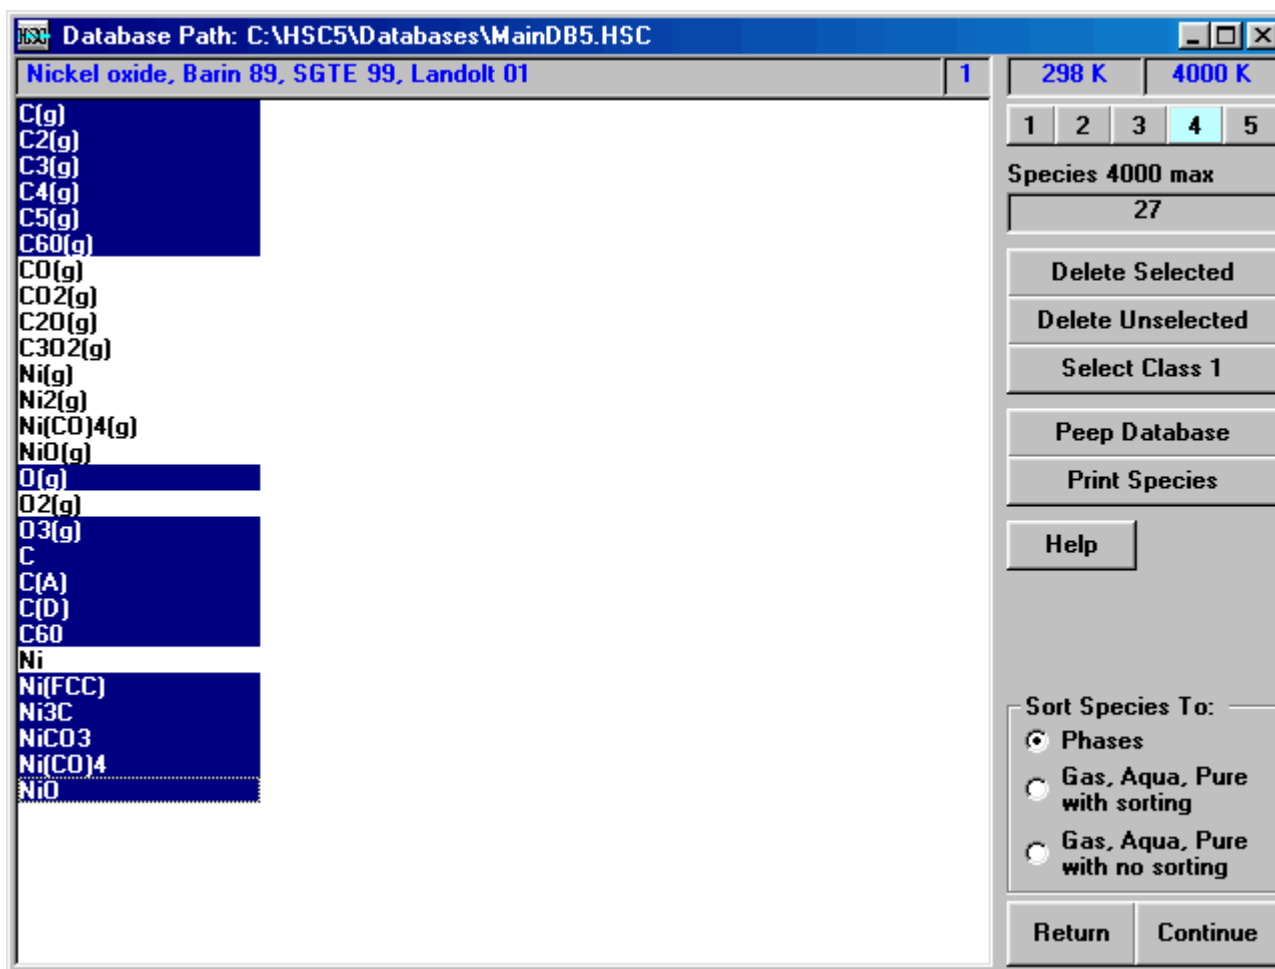 HSC Database Path: C:\HSC5\Databases\MainDB5.HSC
Nickel oxide, Barin 89, SGTE 99, Landolt 01 1 298 K 4000 K
C(g)
C2(g)
C3(g)
C4(g)
C5(g)
C60(g)
CO(g)
CO2(g)
C2O(g)
C3O2(g)
Ni(g)
Ni2(g)
Ni(CO)4(g)
NiO(g)
O(g)
O2(g)
O3(g)
C
C(A)
C(D)
C60
Ni
Ni(FCC)
Ni3C
NiCO3
Ni(CO)4
NiO
1 2 3 4 5
Species 4000 max
27
Delete Selected
Delete Unselected
Select Class 1
Peep Database
Print Species
Help
Sort Species To:
Phases
Gas, Aqua, Pure
with sorting
Gas, Aqua, Pure
with no sorting
Return Continue